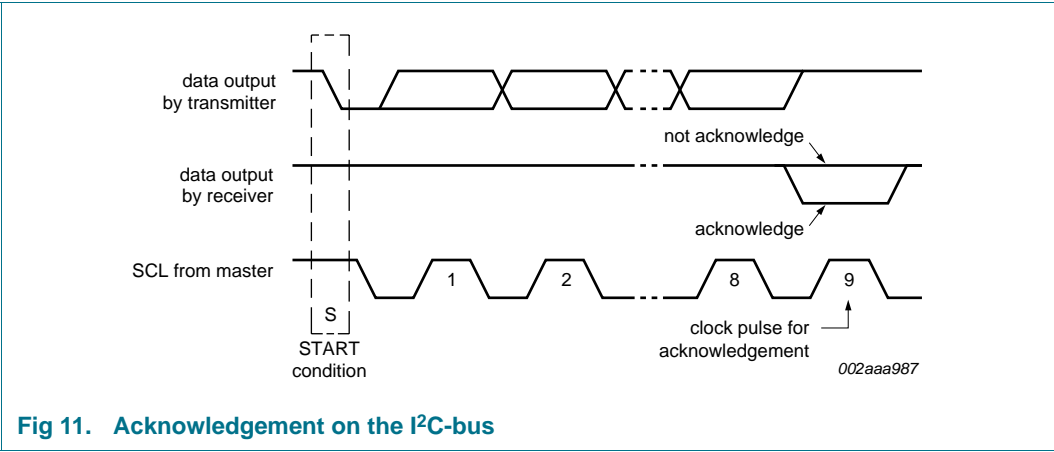 data output
by transmitter
not acknowledge
data output
by receiver
acknowledge
SCL from master
1
2
8
9
S
START
condition
clock pulse for
acknowledgement
002aaa987
Fig 11. Acknowledgement on the I²C-bus